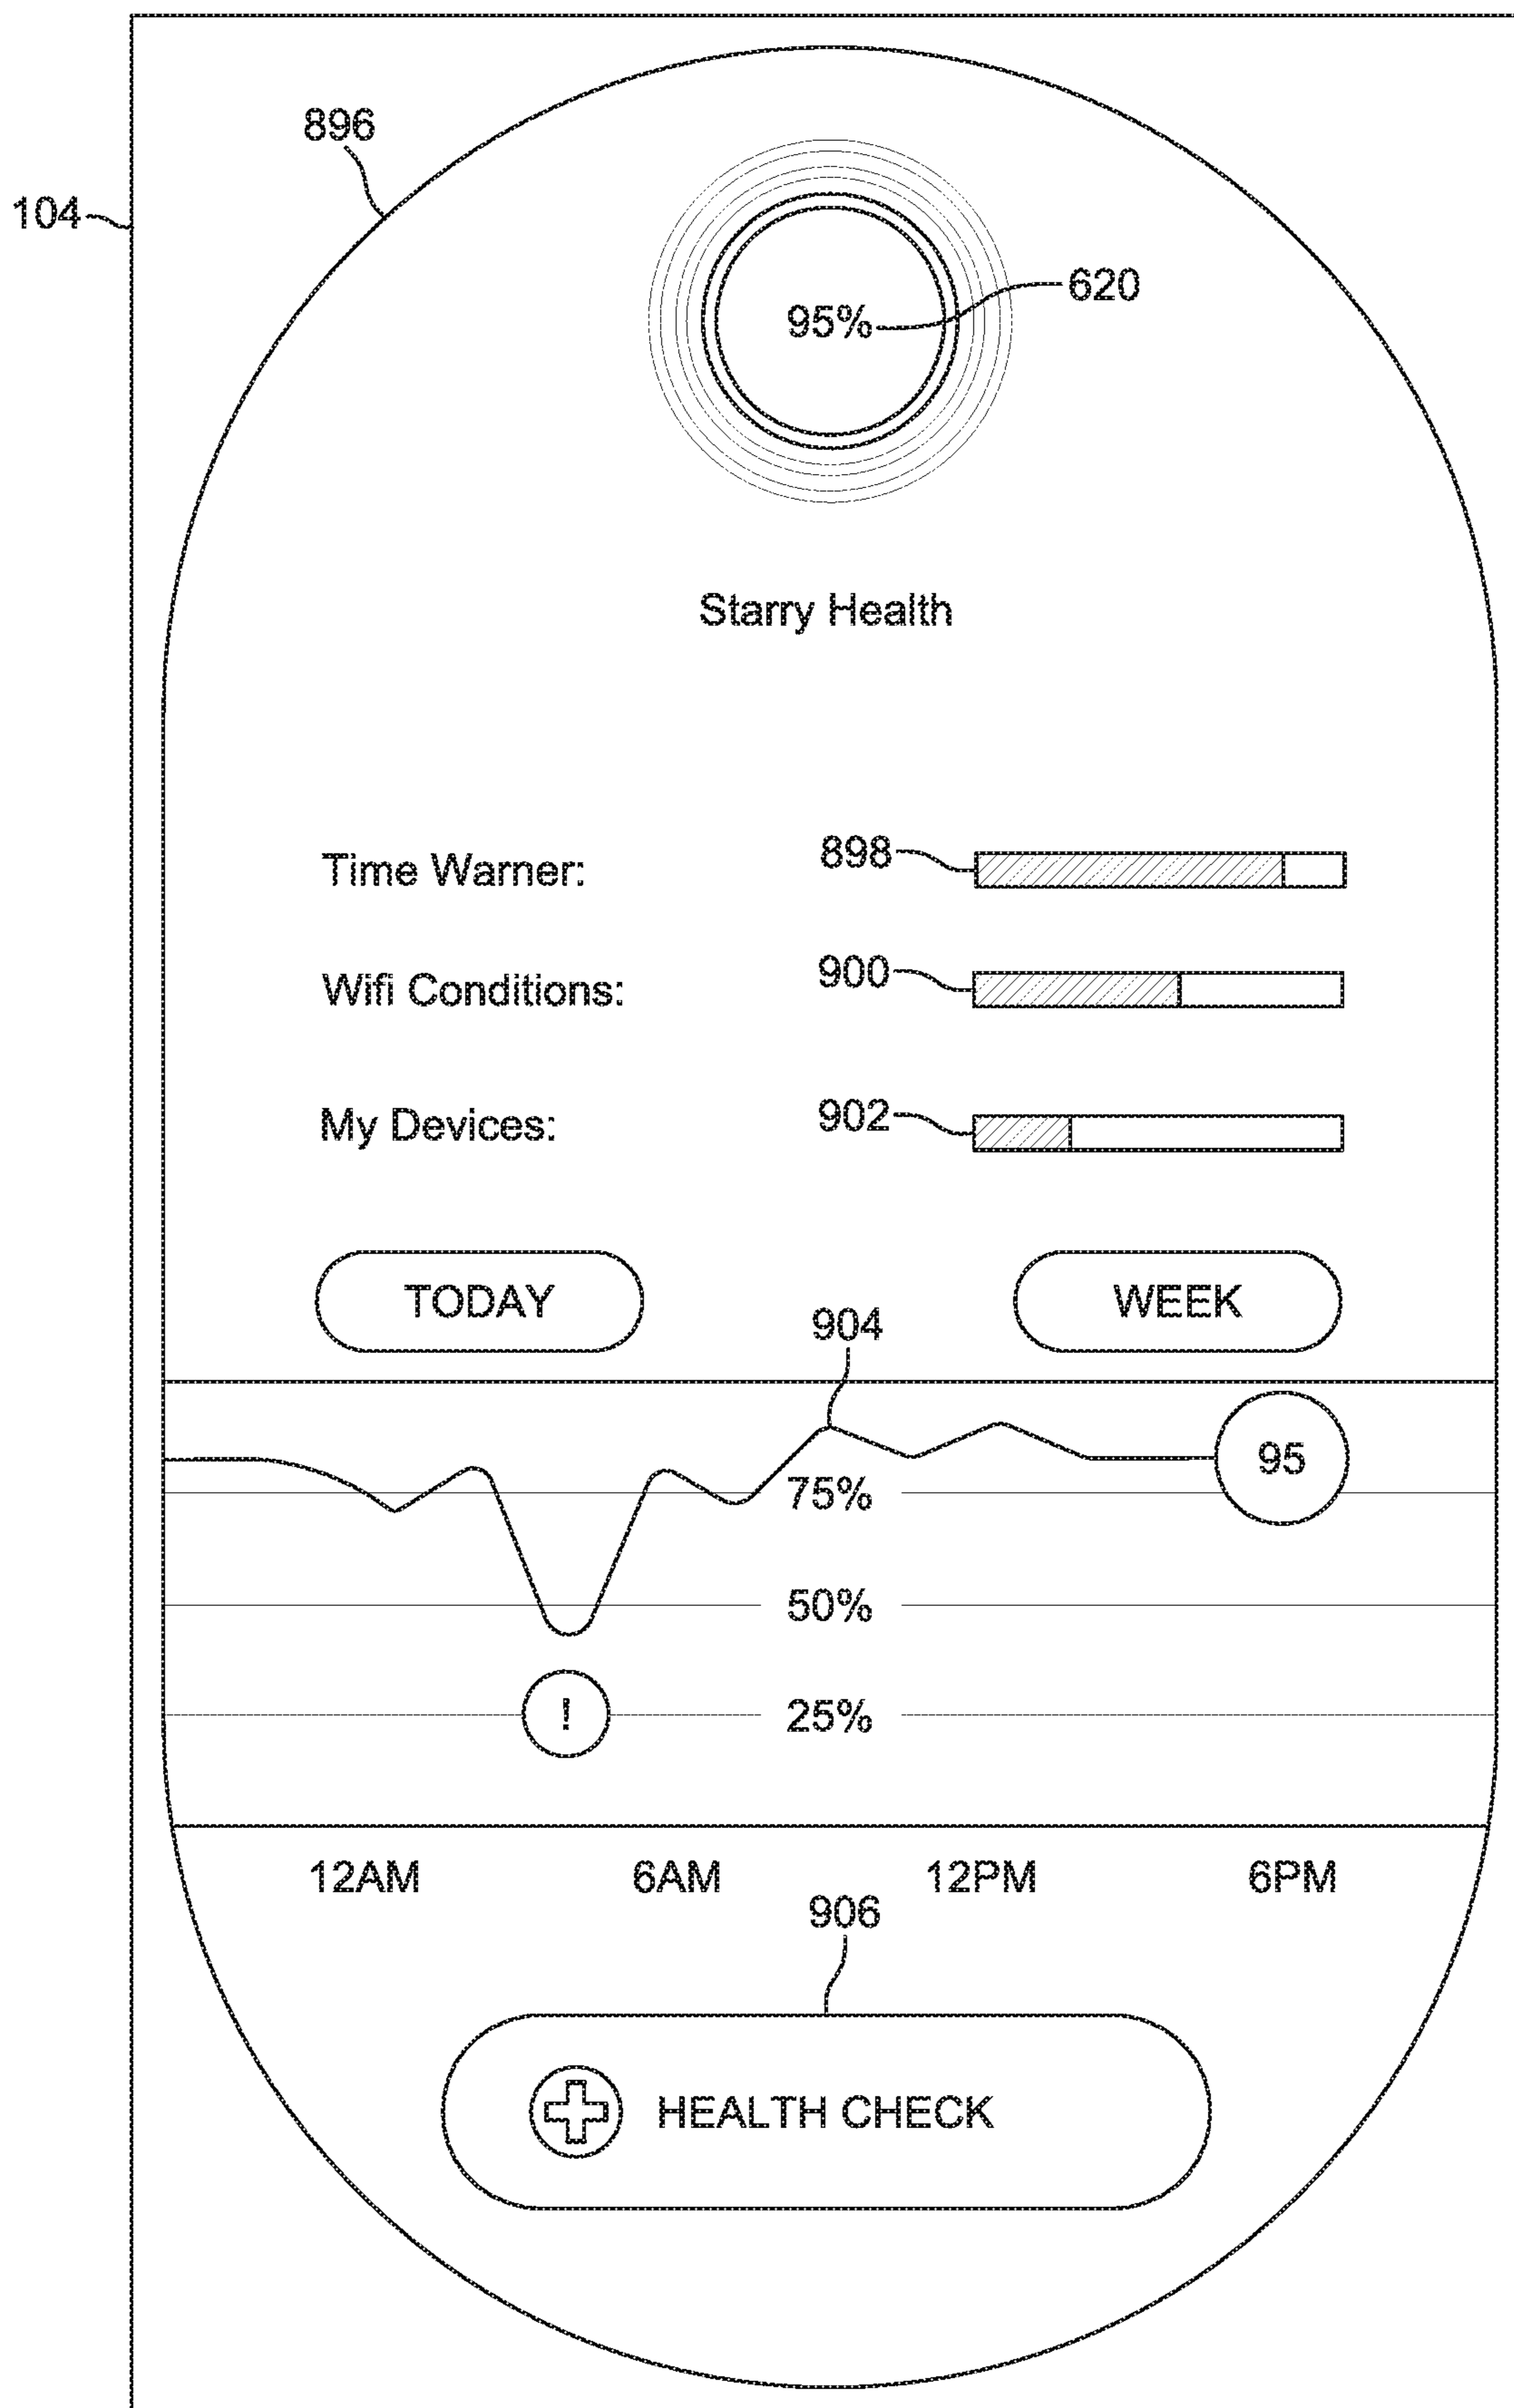 896
104
620
95%
Starry Health
Time Warner:
898
Wifi Conditions:
900
My Devices:
902
TODAY
WEEK
904
95
75%
50%
!
25%
12AM 6AM 12PM 6PM
906
HEALTH CHECK